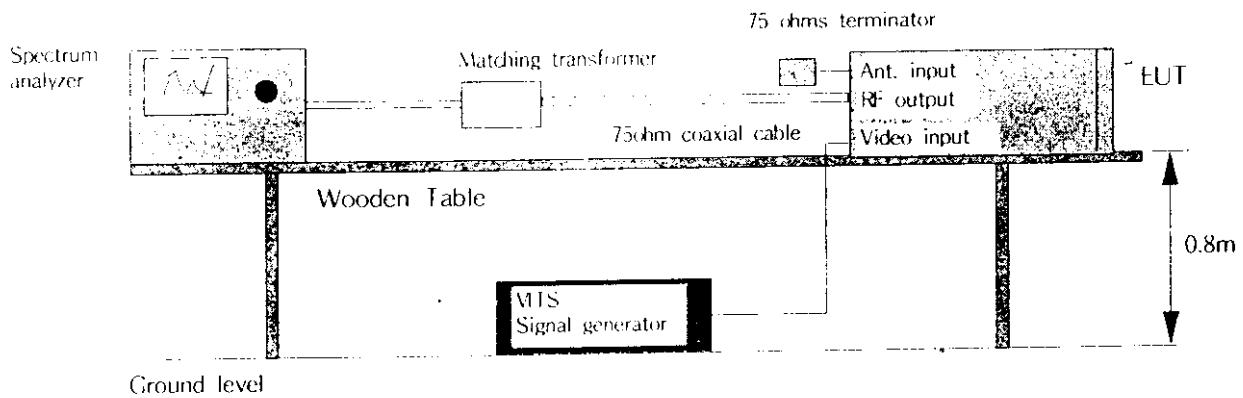 75 ohms terminator
Spectrum
analyzer
Matching transformer
Ant. input
RF output
Video input
EUT
75ohm coaxial cable
Wooden Table
0.8m
VITS
Signal generator
Ground level